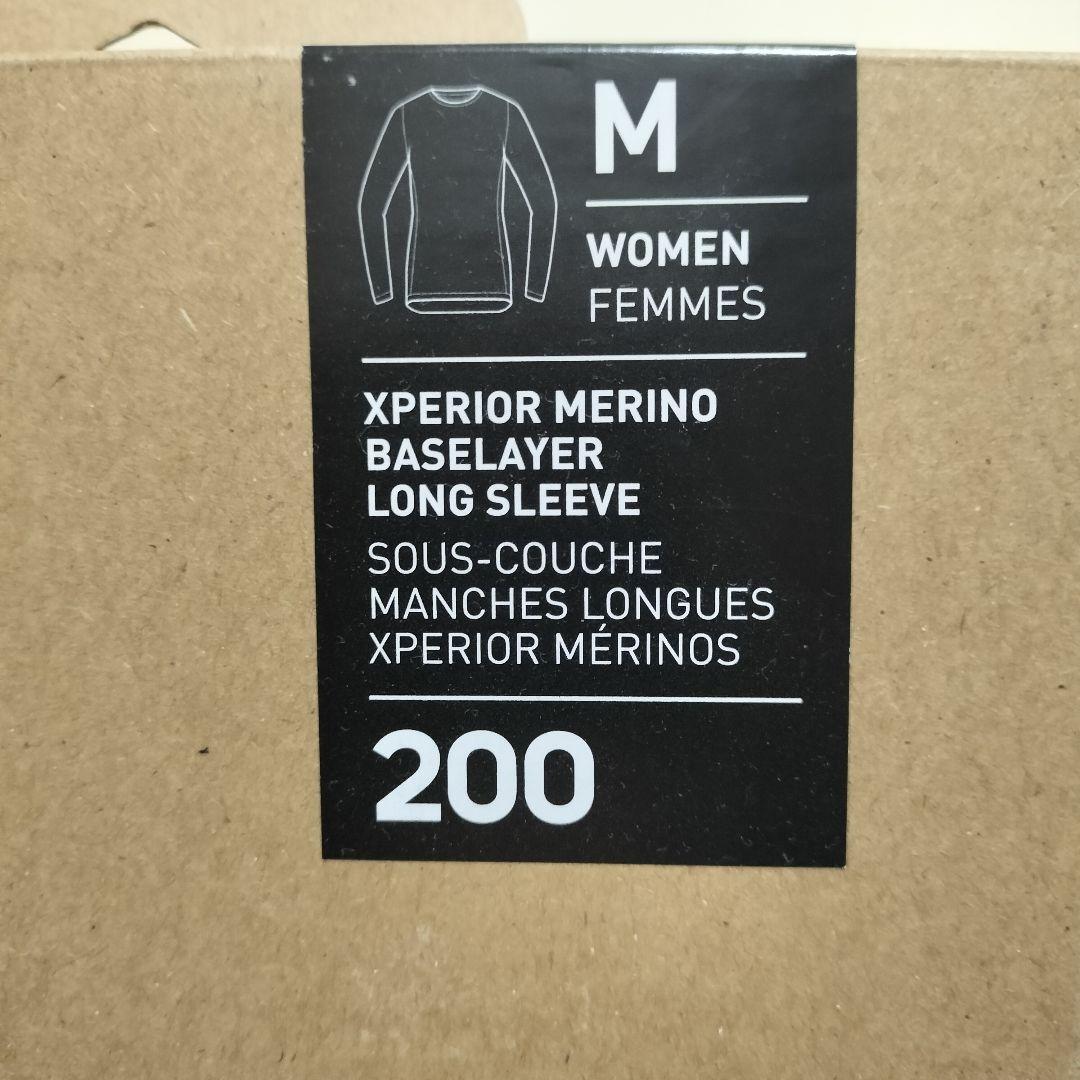 M
WOMEN
FEMMES
XPERIOR MERINO
BASELAYER
LONG SLEEVE
SOUS-COUCHE
MANCHES LONGUES
XPERIOR MÉRINOS
200